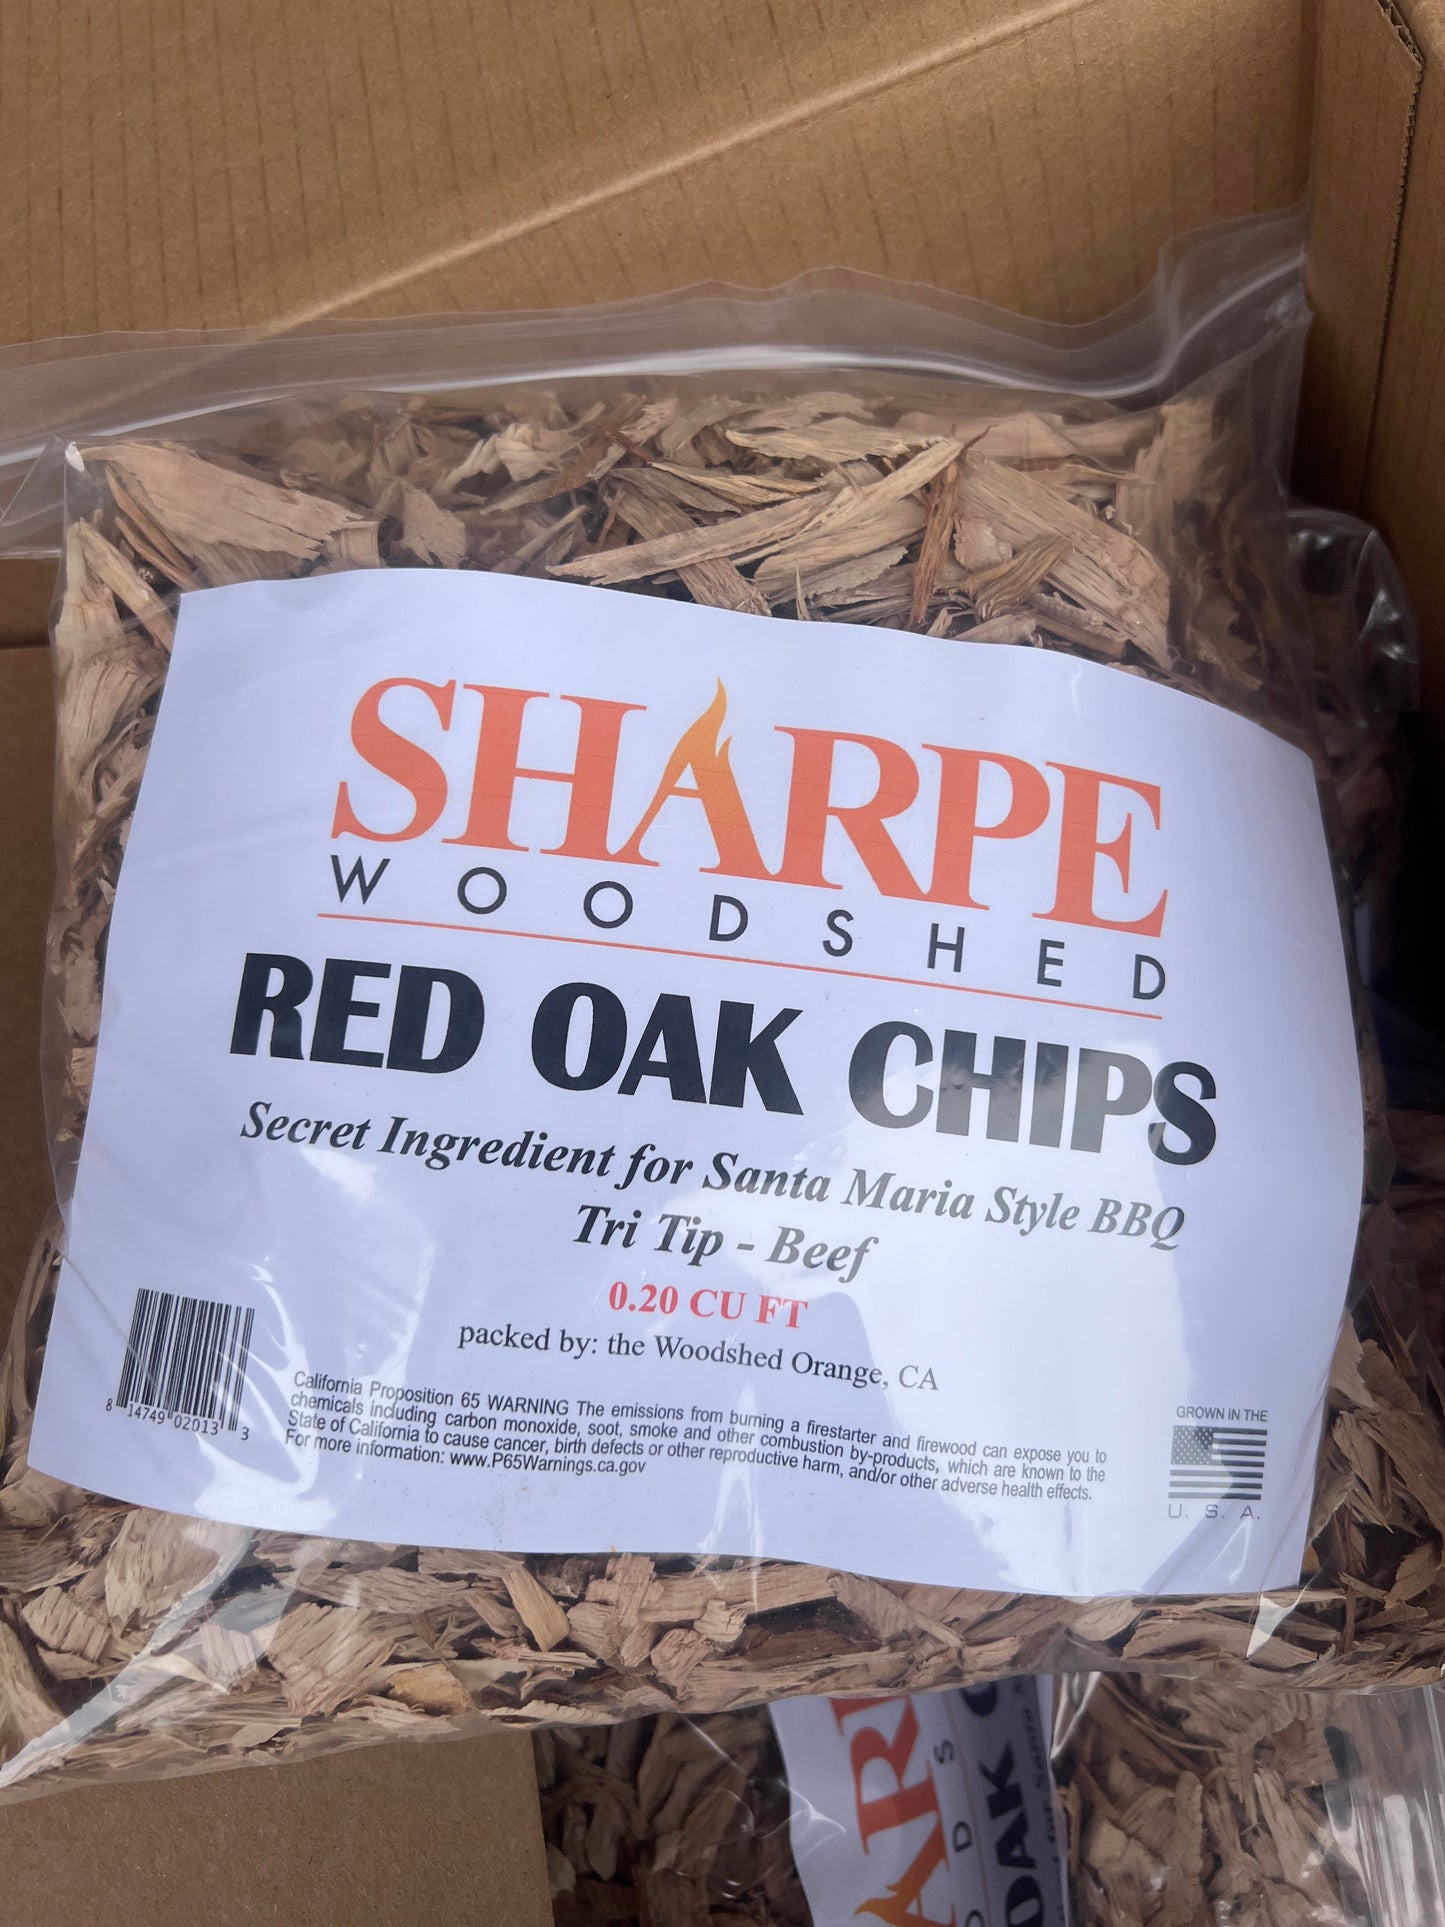 SHARPE
WOODSHED
RED OAK CHIPS
Secret Ingredient for Santa Maria Style BBQ
Tri Tip - Beef
0.20 CU FT
packed by: the Woodshed Orange, CA
8 14749 02013 3
California Proposition 65 WARNING The emissions from burning a firestarter and firewood can expose you to
chemicals including carbon monoxide, soot, smoke and other combustion by-products, which are known to the
State of California to cause cancer, birth defects or other reproductive harm, and/or other adverse health effects.
For more information: www.P65Warnings.ca.gov
GROWN IN THE
U. S. A.
ARP
D S
OAK C